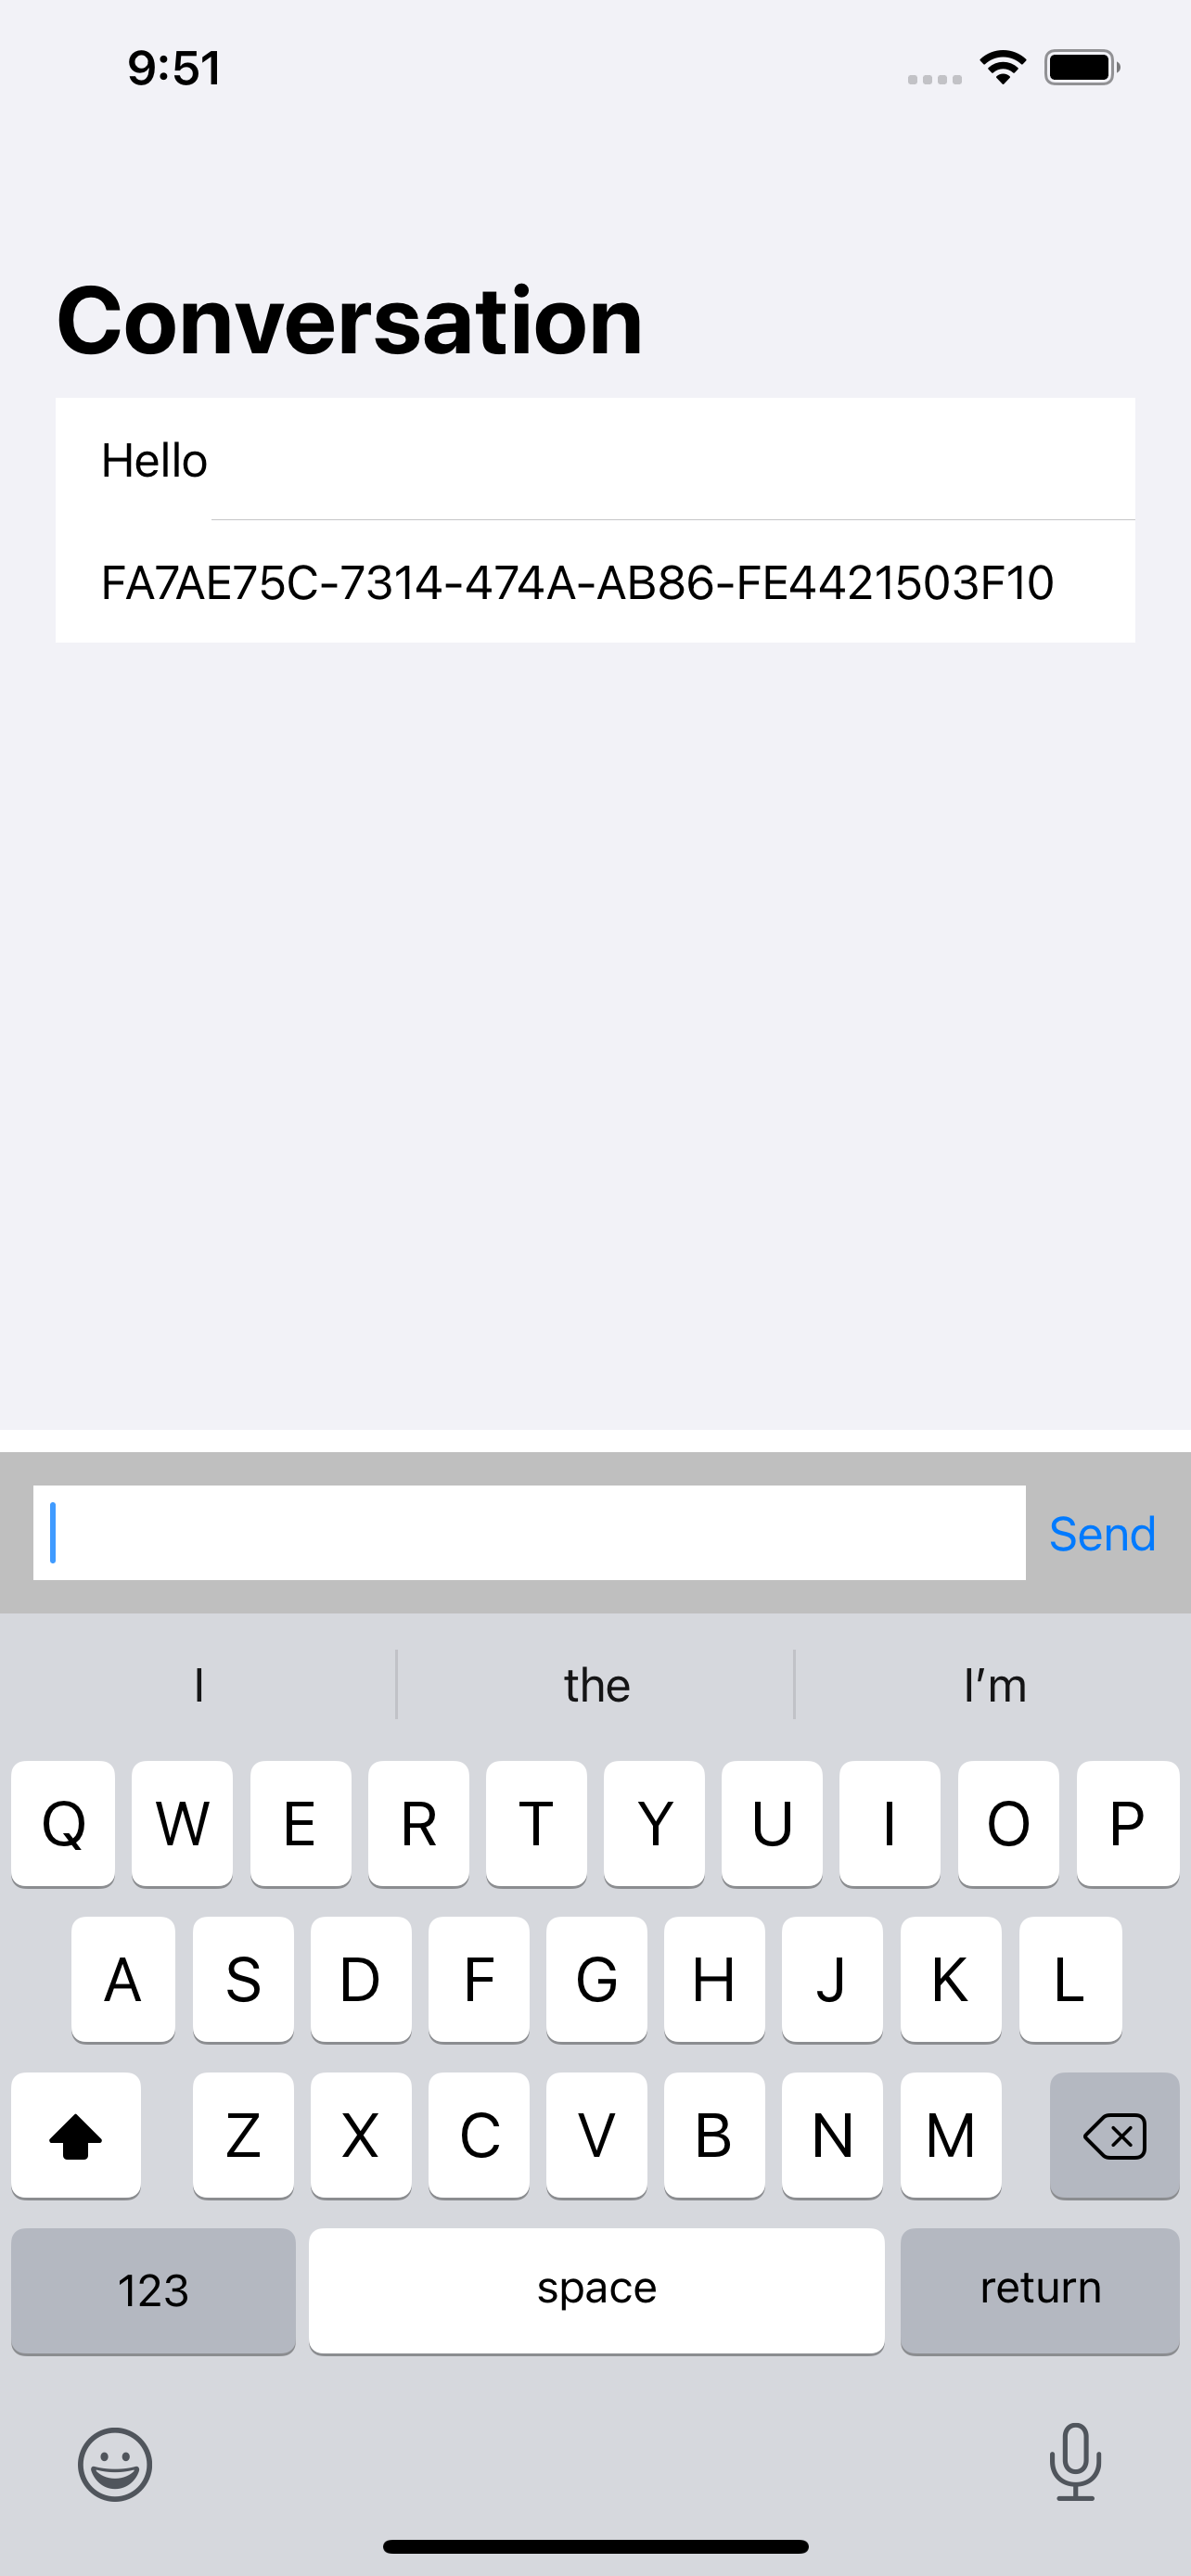 9:51
Conversation
Hello
FA7AE75C-7314-474A-AB86-FE4421503F10
Send
I the I’m
Q W E R T Y U I O P
A S D F G H J K L
Z X C V B N M
123 space return